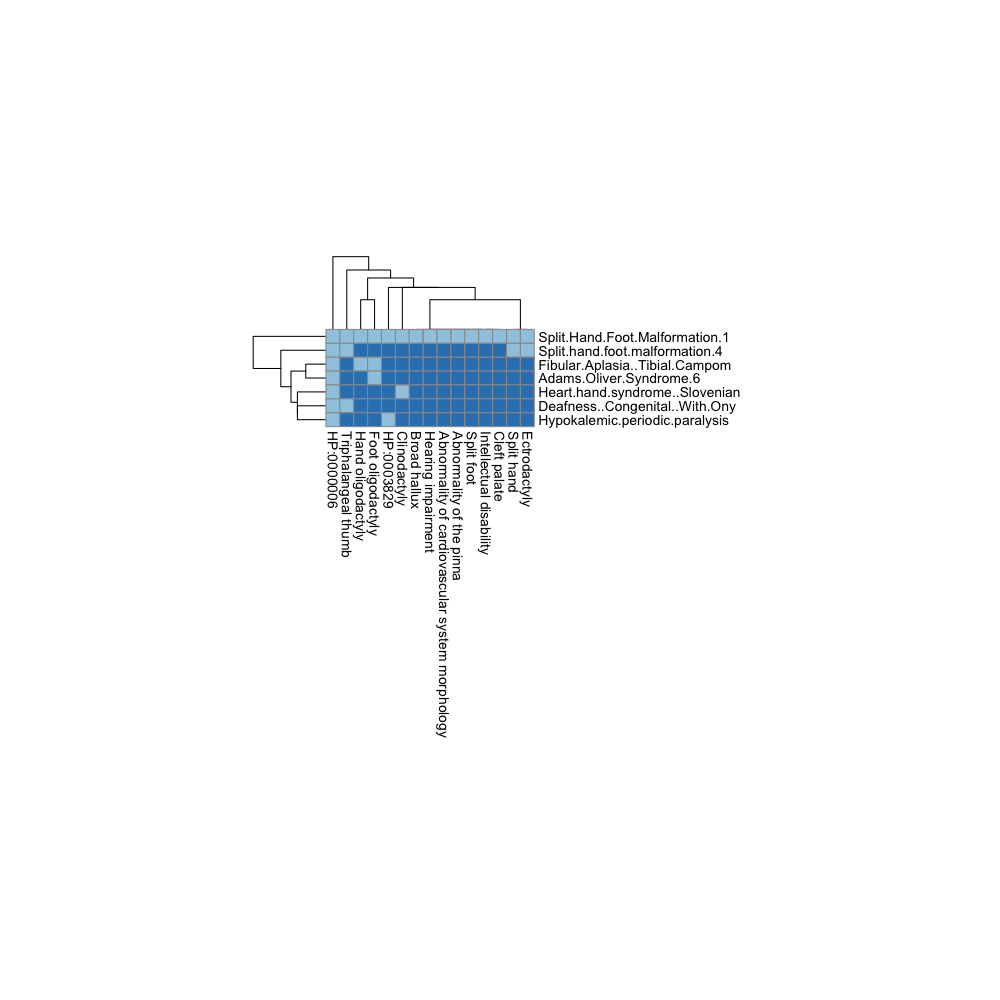 Split.Hand.Foot.Malformation.1
Split.hand.foot.malformation.4
Fibular.Aplasia..Tibial.Campom
Adams.Oliver.Syndrome.6
Heart.hand.syndrome..Slovenian
Deafness..Congenital..With.Ony
Hypokalemic.periodic.paralysis
HP:0000006
Triphalangeal thumb
Hand oligodactyly
Foot oligodactyly
HP:0003829
Clinodactyly
Broad hallux
Hearing impairment
Abnormality of cardiovascular system morphology
Abnormality of the pinna
Split foot
Intellectual disability
Cleft palate
Split hand
Ectrodactyly